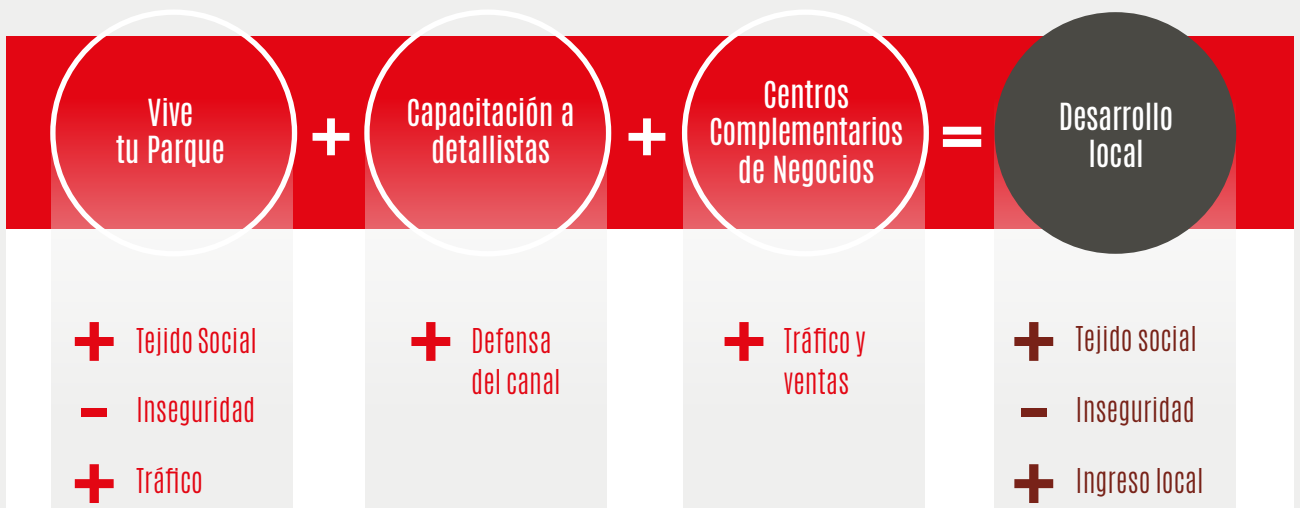 Vive
tu Parque
+
Capacitación a
detallistas
+
Centros
Complementarios
de Negocios
=
Desarrollo
local
+ Tejido Social
- Inseguridad
+ Tráfico
+ Defensa
del canal
+ Tráfico y
ventas
+ Tejido social
- Inseguridad
+ Ingreso local